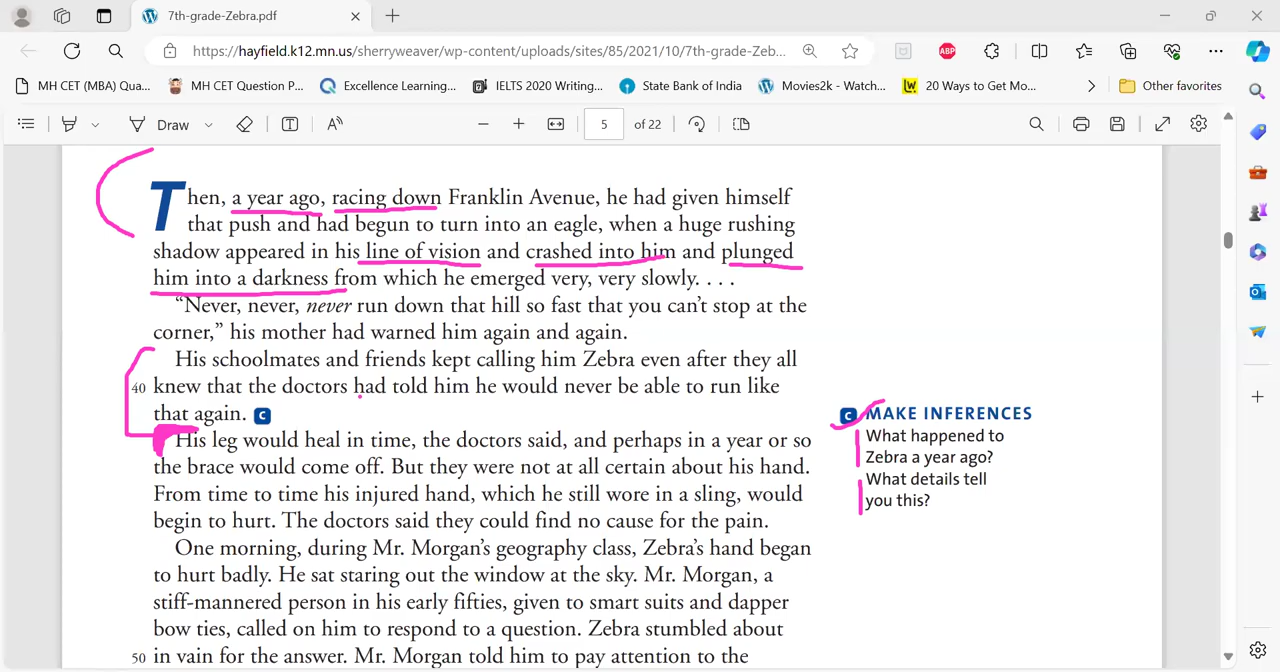 7th-grade-Zebra.pdf
https://hayfield.k12.mn.us/sherryweaver/wp-content/uploads/sites/85/2021/10/7th-grade-Zeb...
ABP
MH CET (MBA) Qua...
MH CET Question P...
Excellence Learning...
IELTS 2020 Writing...
State Bank of India
Movies2k - Watch...
20 Ways to Get Mo...
Other favorites
Draw
5 of 22
Then, a year ago, racing down Franklin Avenue, he had given himself
that push and had begun to turn into an eagle, when a huge rushing
shadow appeared in his line of vision and crashed into him and plunged
him into a darkness from which he emerged very, very slowly. . . .
“Never, never, never run down that hill so fast that you can’t stop at the
corner,” his mother had warned him again and again.
His schoolmates and friends kept calling him Zebra even after they all
40 knew that the doctors had told him he would never be able to run like
that again. C
His leg would heal in time, the doctors said, and perhaps in a year or so
the brace would come off. But they were not at all certain about his hand.
From time to time his injured hand, which he still wore in a sling, would
begin to hurt. The doctors said they could find no cause for the pain.
One morning, during Mr. Morgan’s geography class, Zebra’s hand began
to hurt badly. He sat staring out the window at the sky. Mr. Morgan, a
stiff-mannered person in his early fifties, given to smart suits and dapper
bow ties, called on him to respond to a question. Zebra stumbled about
50 in vain for the answer. Mr. Morgan told him to pay attention to the
C MAKE INFERENCES
What happened to
Zebra a year ago?
What details tell
you this?